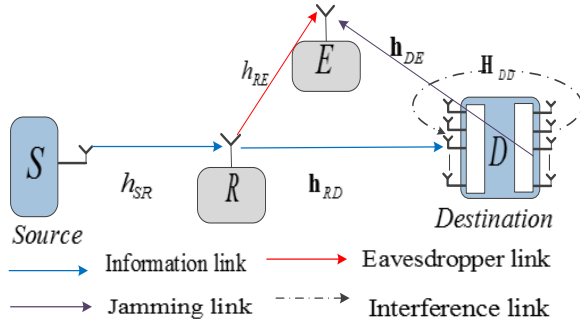 E
h_RE
h_DE
H_DD
S
h_SR
R
h_RD
D
Source
Destination
Information link
Eavesdropper link
Jamming link
Interference link